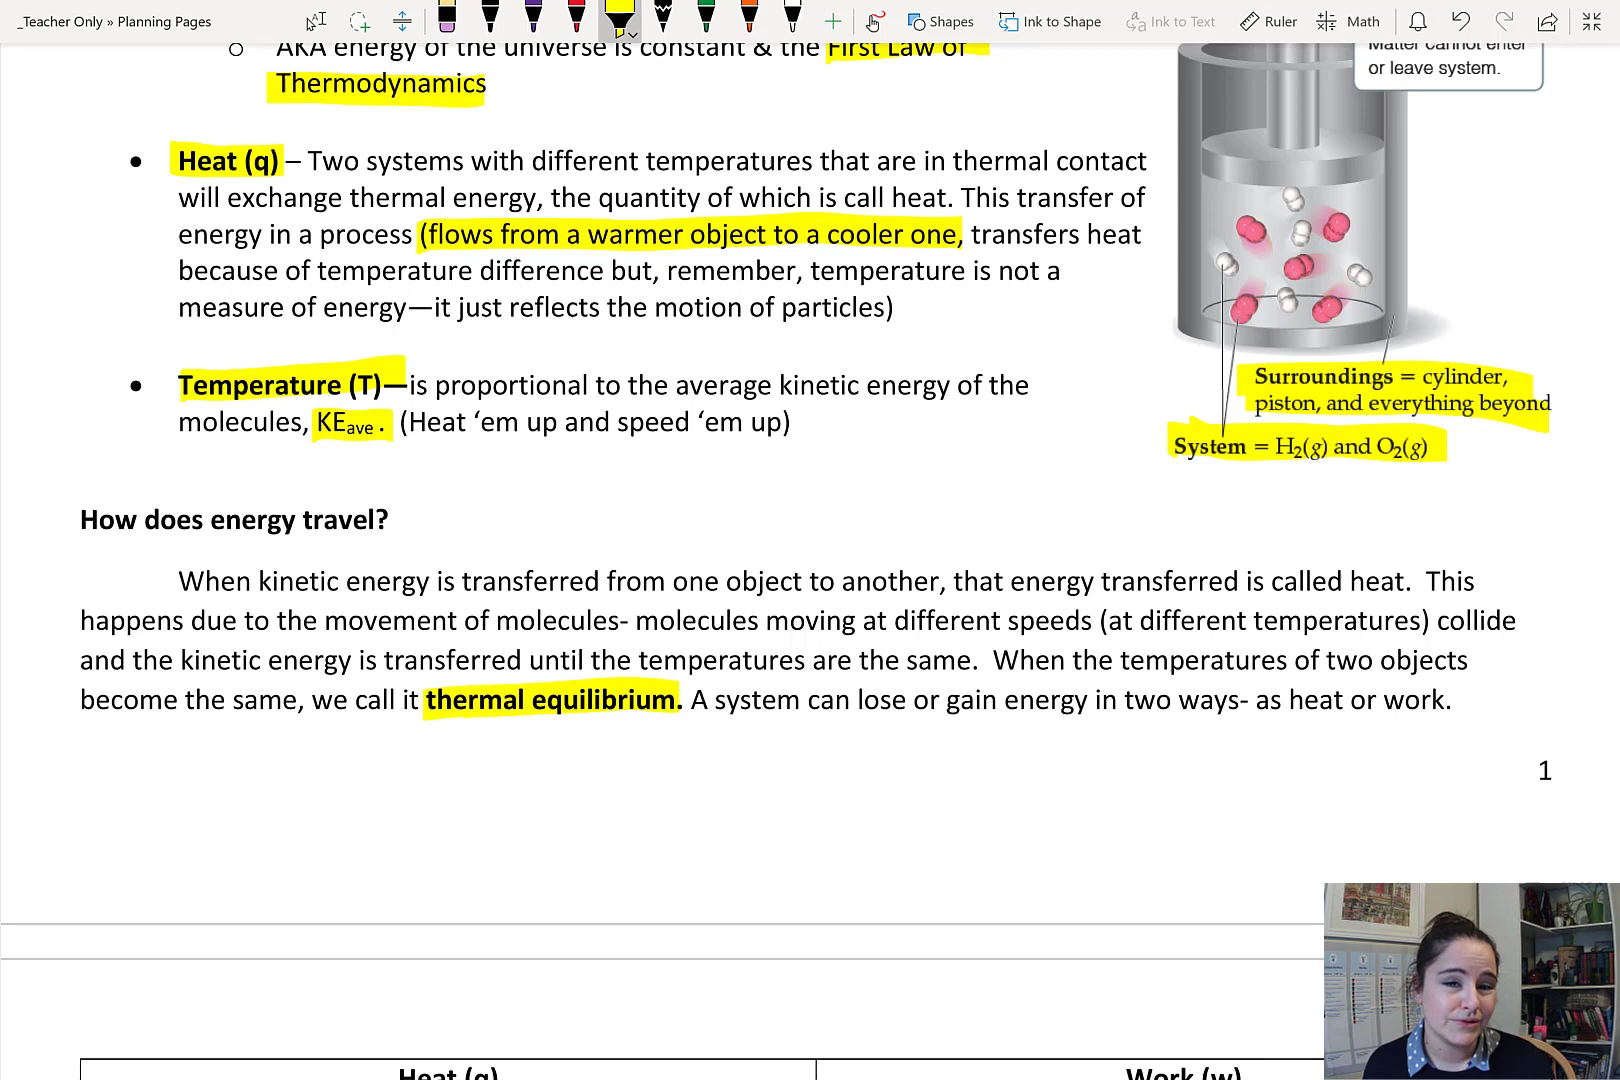 _Teacher Only » Planning Pages
Shapes
Ink to Shape
Ink to Text
Ruler
Math
AKA energy of the universe is constant & the First Law of
Thermodynamics
Matter cannot enter
or leave system.
• Heat (q) – Two systems with different temperatures that are in thermal contact
will exchange thermal energy, the quantity of which is call heat. This transfer of
energy in a process (flows from a warmer object to a cooler one, transfers heat
because of temperature difference but, remember, temperature is not a
measure of energy—it just reflects the motion of particles)
• Temperature (T)—is proportional to the average kinetic energy of the
molecules, KEave . (Heat ‘em up and speed ‘em up)
Surroundings = cylinder,
piston, and everything beyond
System = H2(g) and O2(g)
How does energy travel?
When kinetic energy is transferred from one object to another, that energy transferred is called heat. This
happens due to the movement of molecules- molecules moving at different speeds (at different temperatures) collide
and the kinetic energy is transferred until the temperatures are the same. When the temperatures of two objects
become the same, we call it thermal equilibrium. A system can lose or gain energy in two ways- as heat or work.
1
Heat (q)
Work (w)